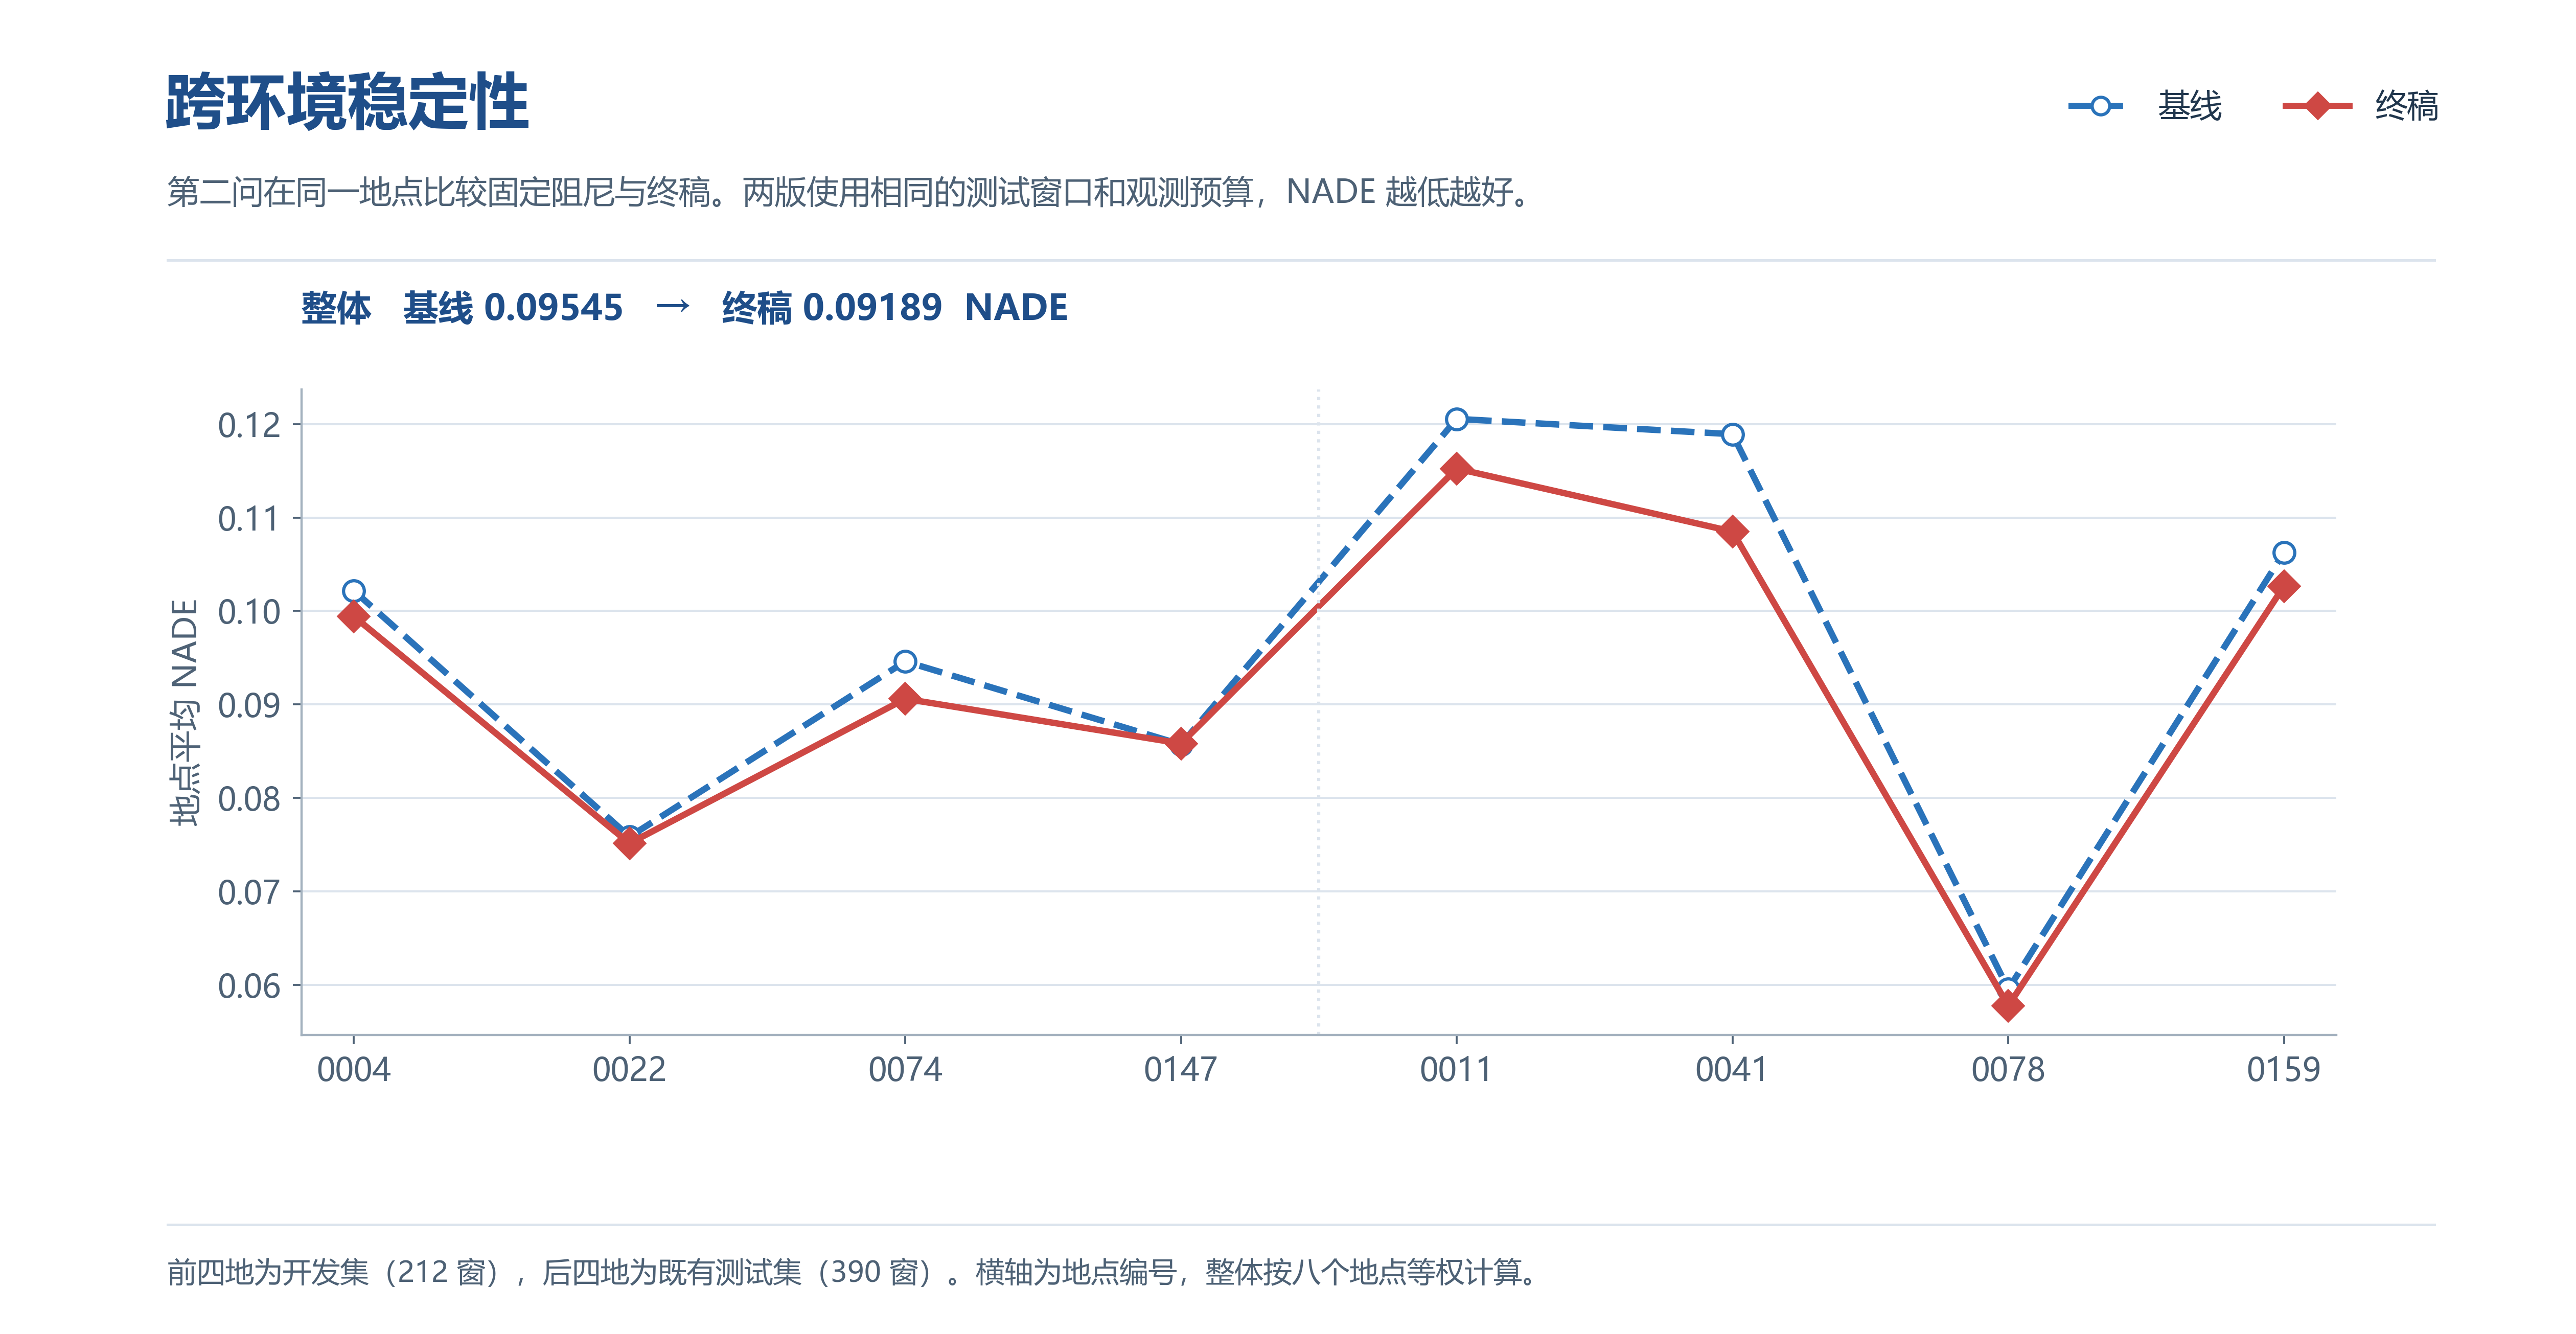 跨环境稳定性
基线 终稿
第二问在同一地点比较固定阻尼与终稿。两版使用相同的测试窗口和观测预算，NADE 越低越好。
整体 基线 0.09545 → 终稿 0.09189 NADE
地点平均 NADE
0.12
0.11
0.10
0.09
0.08
0.07
0.06
0004 0022 0074 0147 0011 0041 0078 0159
前四地为开发集（212 窗），后四地为既有测试集（390 窗）。横轴为地点编号，整体按八个地点等权计算。